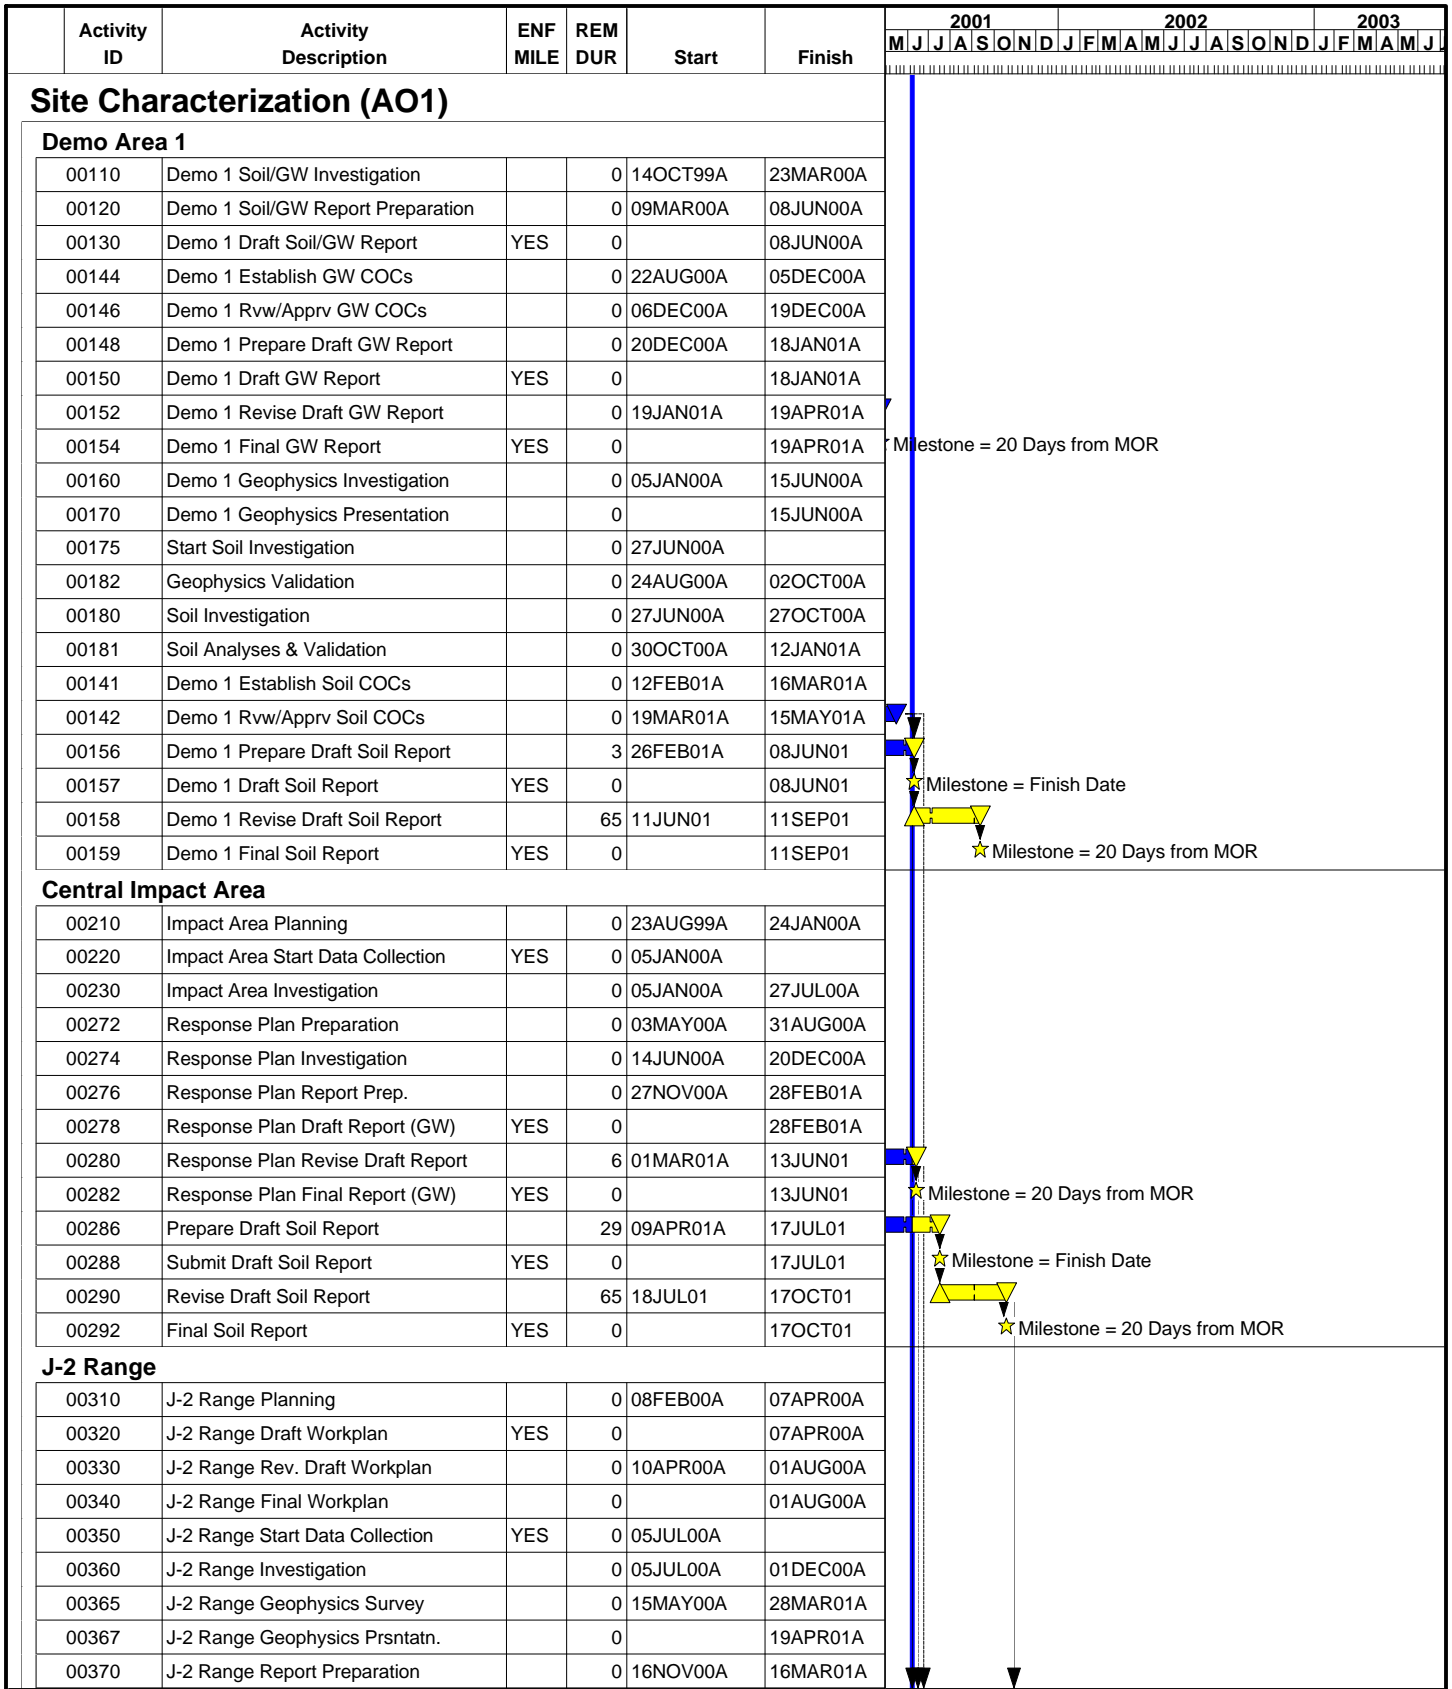 Activity ID Activity Description ENF MILE REM DUR Start Finish
2001 2002 2003
M J J A S O N D J F M A M J J A S O N D J F M A M J
Site Characterization (AO1)
Demo Area 1
00110 Demo 1 Soil/GW Investigation 0 14OCT99A 23MAR00A
00120 Demo 1 Soil/GW Report Preparation 0 09MAR00A 08JUN00A
00130 Demo 1 Draft Soil/GW Report YES 0 08JUN00A
00144 Demo 1 Establish GW COCs 0 22AUG00A 05DEC00A
00146 Demo 1 Rvw/Apprv GW COCs 0 06DEC00A 19DEC00A
00148 Demo 1 Prepare Draft GW Report 0 20DEC00A 18JAN01A
00150 Demo 1 Draft GW Report YES 0 18JAN01A
00152 Demo 1 Revise Draft GW Report 0 19JAN01A 19APR01A
00154 Demo 1 Final GW Report YES 0 19APR01A Milestone = 20 Days from MOR
00160 Demo 1 Geophysics Investigation 0 05JAN00A 15JUN00A
00170 Demo 1 Geophysics Presentation 0 15JUN00A
00175 Start Soil Investigation 0 27JUN00A
00182 Geophysics Validation 0 24AUG00A 02OCT00A
00180 Soil Investigation 0 27JUN00A 27OCT00A
00181 Soil Analyses & Validation 0 30OCT00A 12JAN01A
00141 Demo 1 Establish Soil COCs 0 12FEB01A 16MAR01A
00142 Demo 1 Rvw/Apprv Soil COCs 0 19MAR01A 15MAY01A
00156 Demo 1 Prepare Draft Soil Report 3 26FEB01A 08JUN01
00157 Demo 1 Draft Soil Report YES 0 08JUN01 Milestone = Finish Date
00158 Demo 1 Revise Draft Soil Report 65 11JUN01 11SEP01
00159 Demo 1 Final Soil Report YES 0 11SEP01 Milestone = 20 Days from MOR
Central Impact Area
00210 Impact Area Planning 0 23AUG99A 24JAN00A
00220 Impact Area Start Data Collection YES 0 05JAN00A
00230 Impact Area Investigation 0 05JAN00A 27JUL00A
00272 Response Plan Preparation 0 03MAY00A 31AUG00A
00274 Response Plan Investigation 0 14JUN00A 20DEC00A
00276 Response Plan Report Prep. 0 27NOV00A 28FEB01A
00278 Response Plan Draft Report (GW) YES 0 28FEB01A
00280 Response Plan Revise Draft Report 6 01MAR01A 13JUN01
00282 Response Plan Final Report (GW) YES 0 13JUN01 Milestone = 20 Days from MOR
00286 Prepare Draft Soil Report 29 09APR01A 17JUL01
00288 Submit Draft Soil Report YES 0 17JUL01 Milestone = Finish Date
00290 Revise Draft Soil Report 65 18JUL01 17OCT01
00292 Final Soil Report YES 0 17OCT01 Milestone = 20 Days from MOR
J-2 Range
00310 J-2 Range Planning 0 08FEB00A 07APR00A
00320 J-2 Range Draft Workplan YES 0 07APR00A
00330 J-2 Range Rev. Draft Workplan 0 10APR00A 01AUG00A
00340 J-2 Range Final Workplan 0 01AUG00A
00350 J-2 Range Start Data Collection YES 0 05JUL00A
00360 J-2 Range Investigation 0 05JUL00A 01DEC00A
00365 J-2 Range Geophysics Survey 0 15MAY00A 28MAR01A
00367 J-2 Range Geophysics Prsntatn. 0 19APR01A
00370 J-2 Range Report Preparation 0 16NOV00A 16MAR01A